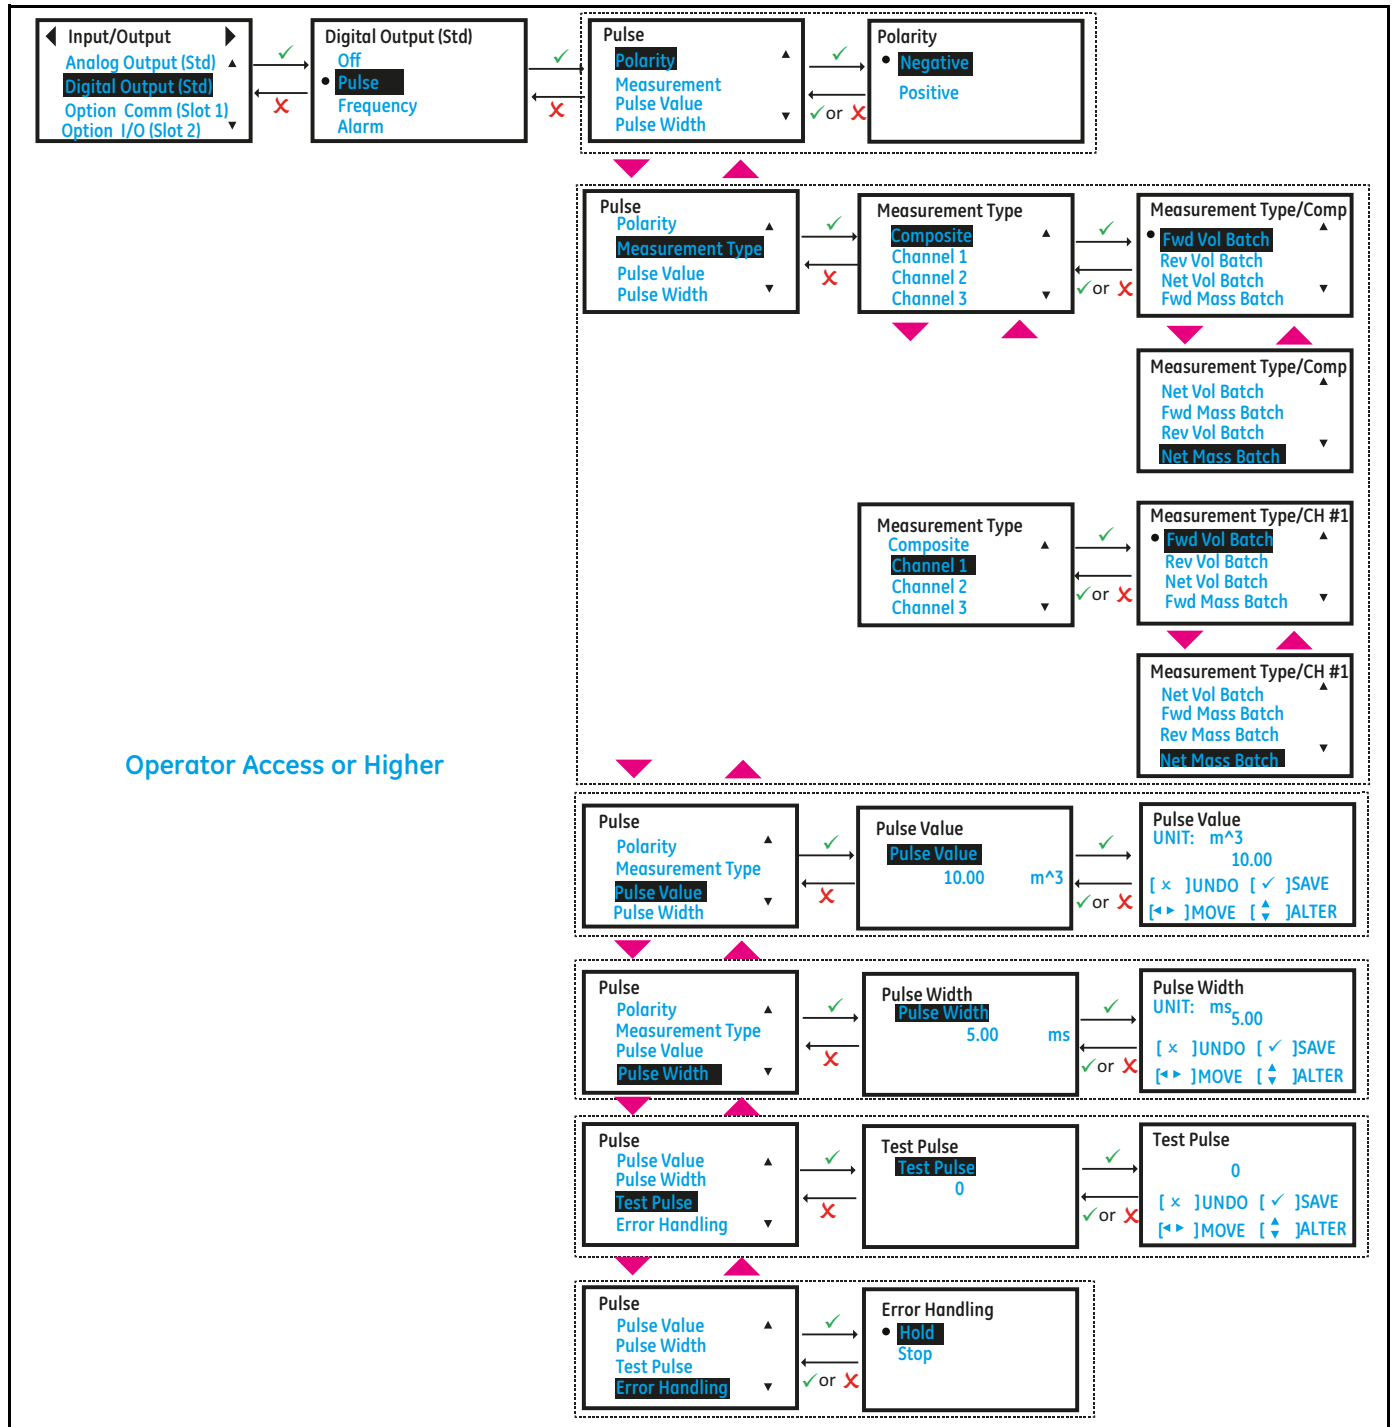 Input/Output
Analog Output (Std)
Digital Output (Std)
Option Comm (Slot 1)
Option I/O (Slot 2)
Digital Output (Std)
Off
Pulse
Frequency
Alarm
Pulse
Polarity
Measurement
Pulse Value
Pulse Width
or
Polarity
Negative
Positive
Pulse
Polarity
Measurement Type
Pulse Value
Pulse Width
Measurement Type
Composite
Channel 1
Channel 2
Channel 3
or
Measurement Type/Comp
Fwd Vol Batch
Rev Vol Batch
Net Vol Batch
Fwd Mass Batch
Measurement Type/Comp
Net Vol Batch
Fwd Mass Batch
Rev Vol Batch
Net Mass Batch
Measurement Type
Composite
Channel 1
Channel 2
Channel 3
or
Measurement Type/CH #1
Fwd Vol Batch
Rev Vol Batch
Net Vol Batch
Fwd Mass Batch
Measurement Type/CH #1
Net Vol Batch
Fwd Mass Batch
Rev Mass Batch
Net Mass Batch
Operator Access or Higher
Pulse
Polarity
Measurement Type
Pulse Value
Pulse Width
Pulse Value
Pulse Value
10.00 m^3
or
Pulse Value
UNIT: m^3
10.00
[ x ]UNDO [ ✓ ]SAVE
[◄ ►]MOVE [▲▼]ALTER
Pulse
Polarity
Measurement Type
Pulse Value
Pulse Width
Pulse Width
Pulse Width
5.00 ms
or
Pulse Width
UNIT: ms
5.00
[ x ]UNDO [ ✓ ]SAVE
[◄ ►]MOVE [▲▼]ALTER
Pulse
Pulse Value
Pulse Width
Test Pulse
Error Handling
Test Pulse
Test Pulse
0
or
Test Pulse
0
[ x ]UNDO [ ✓ ]SAVE
[◄ ►]MOVE [▲▼]ALTER
Pulse
Pulse Value
Pulse Width
Test Pulse
Error Handling
or
Error Handling
Hold
Stop